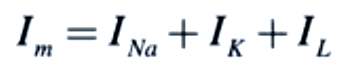 I_m = I_Na + I_K + I_L